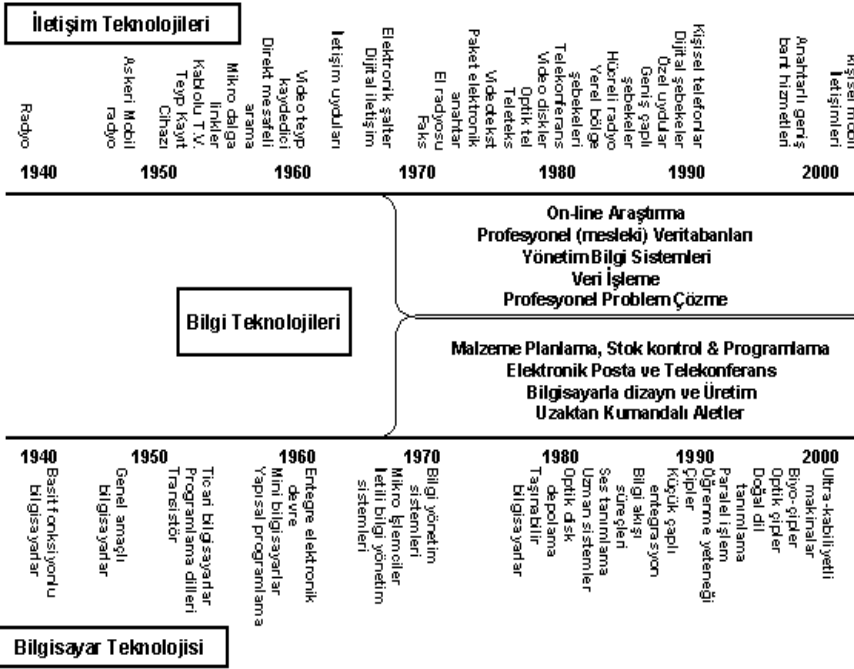 İletişim Teknolojileri
Radyo
Askeri Mobil
radyo
Teyp Kayıt
Cihazı
Kablolu T.V.
Mikro dalga
linkler
Direkt mesafeli
arama
Video teyp
kaydedici
İletişim uyduları
Elektronik şalter
Dijital iletişim
Faks
El radyosu
Paket elektronik
anahtar
Videotekst
Teleteks
Optik tel
Video diskler
Telekonferans
şebekeleri
Yerel bölge
Hücreli radyo
şebekeler
Geniş çaplı
Özel uydular
Dijital şebekeler
Kişisel telefonlar
Anahtarlı geniş
bant hizmetleri
Kişisel mobil
iletişimleri
1940 1950 1960 1970 1980 1990 2000
On-line Araştırma
Profesyonel (mesleki) Veritabanları
Yönetim Bilgi Sistemleri
Veri İşleme
Profesyonel Problem Çözme
Bilgi Teknolojileri
Malzeme Planlama, Stok kontrol & Programlama
Elektronik Posta ve Telekonferans
Bilgisayarla dizayn ve Üretim
Uzaktan Kumandalı Aletler
1940 1950 1960 1970 1980 1990 2000
Basit fonksiyonlu
bilgisayarlar
Genel amaçlı
bilgisayarlar
Ticari bilgisayarlar
Programlama dilleri
Transistör
Entegre elektronik
devre
Mini bilgisayarlar
Yapısal programlama
Bilgi yönetim
sistemleri
Mikro İşlemciler
İletili bilgi yönetim
sistemleri
Taşınabilir
bilgisayarlar
Optik disk
depolama
Uzman sistemler
Ses tanımlama
süreçleri
Bilgi akışı
entegrasyon
Küçük çaplı
Çipler
Öğrenme yeteneği
Paralel işlem
tanımlama
Doğal dil
Optik çipler
Biyo-çipler
Ultra-kabiliyetli
makinalar
Bilgisayar Teknolojisi